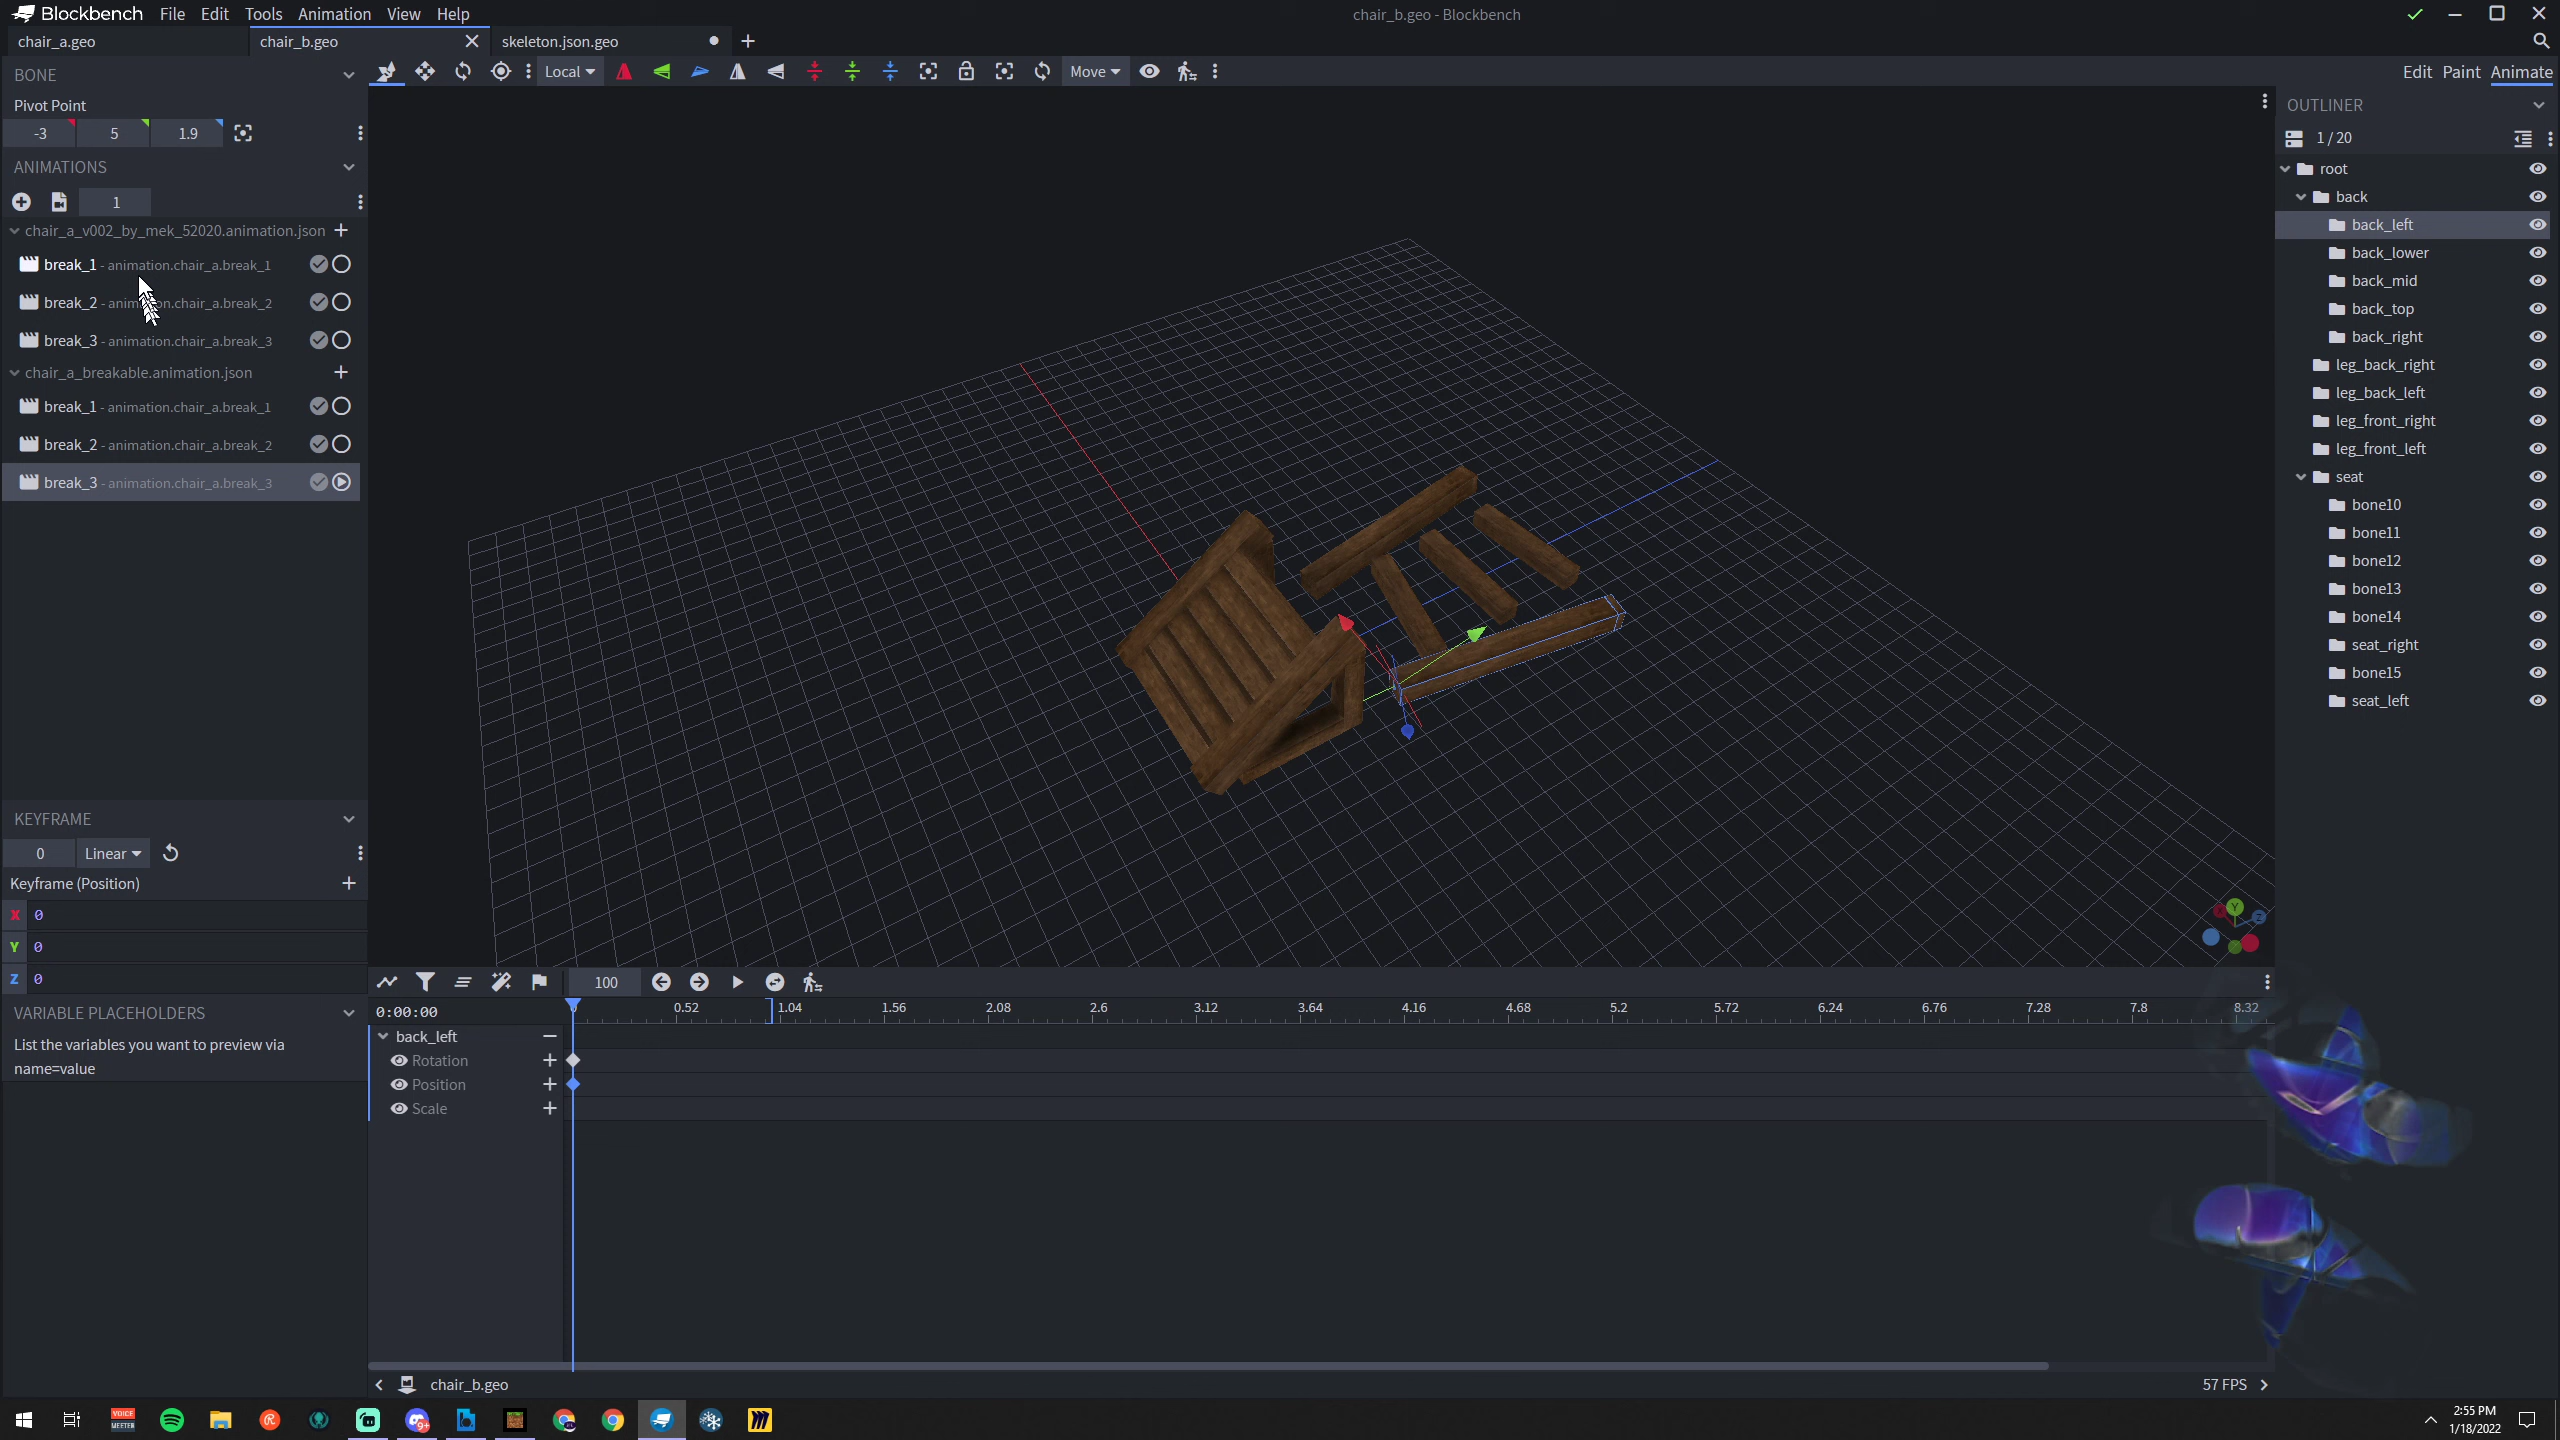 Blockbench File Edit Tools Animation View Help
chair_b.geo - Blockbench
chair_a.geo
chair_b.geo
skeleton.json.geo
BONE
Local
Move
Edit Paint Animate
Pivot Point
-3 5 1.9
OUTLINER
1 / 20
ANIMATIONS
1
chair_a_v002_by_mek_52020.animation.json
break_1 - animation.chair_a.break_1
break_2 - animation.chair_a.break_2
break_3 - animation.chair_a.break_3
chair_a_breakable.animation.json
break_1 - animation.chair_a.break_1
break_2 - animation.chair_a.break_2
break_3 - animation.chair_a.break_3
root
back
back_left
back_lower
back_mid
back_top
back_right
leg_back_right
leg_back_left
leg_front_right
leg_front_left
seat
bone10
bone11
bone12
bone13
bone14
seat_right
bone15
seat_left
KEYFRAME
0 Linear
Keyframe (Position)
X 0
Y 0
Z 0
VARIABLE PLACEHOLDERS
List the variables you want to preview via
name=value
Y
Z
X
100
0:00:00
0 0.52 1.04 1.56 2.08 2.6 3.12 3.64 4.16 4.68 5.2 5.72 6.24 6.76 7.28 7.8 8.32
back_left
Rotation
Position
Scale
chair_b.geo
57 FPS
VOICE
MEETER
9+
2:55 PM
1/18/2022